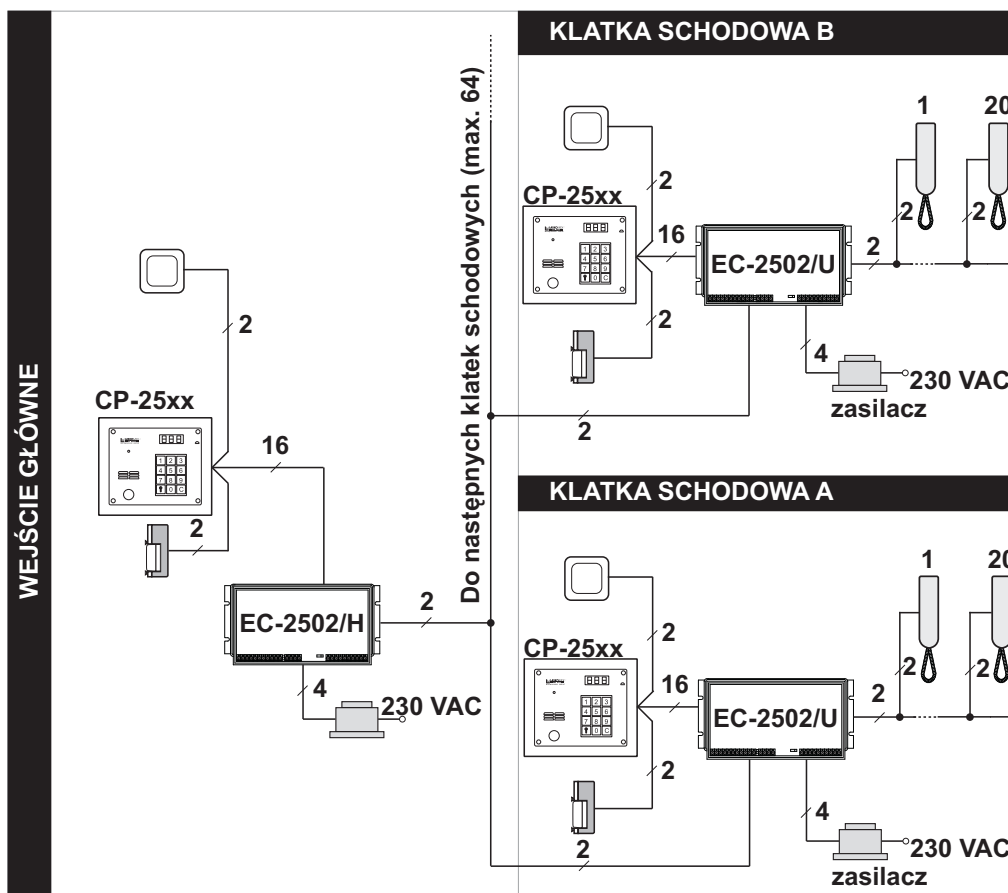 WEJŚCIE GŁÓWNE
2
CP-25xx
16
2
EC-2502/H
2
4
230 VAC
Do następnych klatek schodowych (max. 64)
KLATKA SCHODOWA B
1
20
2
CP-25xx
16
EC-2502/U
2
2
2
2
4
230 VAC
zasilacz
2
KLATKA SCHODOWA A
1
20
2
CP-25xx
16
EC-2502/U
2
2
2
2
4
230 VAC
zasilacz
2